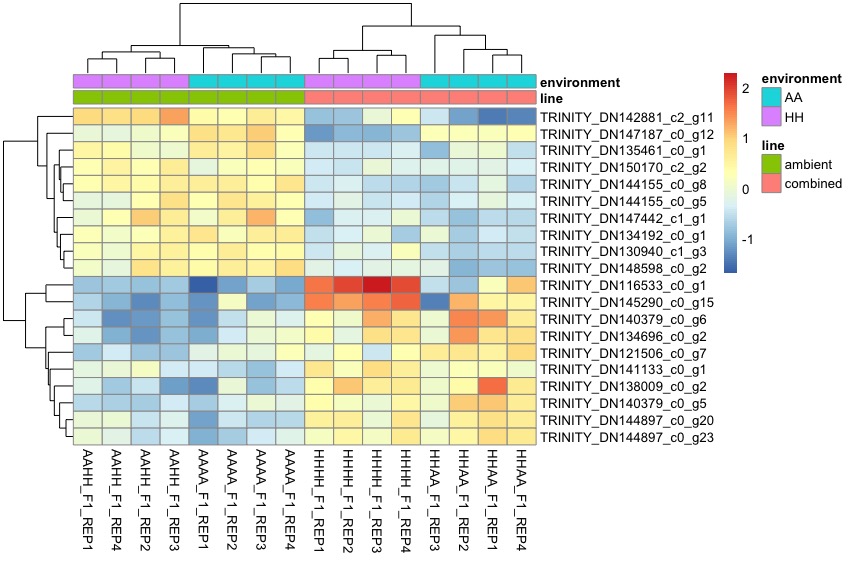 environment
line
TRINITY_DN142881_c2_g11
TRINITY_DN147187_c0_g12
TRINITY_DN135461_c0_g1
TRINITY_DN150170_c2_g2
TRINITY_DN144155_c0_g8
TRINITY_DN144155_c0_g5
TRINITY_DN147442_c1_g1
TRINITY_DN134192_c0_g1
TRINITY_DN130940_c1_g3
TRINITY_DN148598_c0_g2
TRINITY_DN116533_c0_g1
TRINITY_DN145290_c0_g15
TRINITY_DN140379_c0_g6
TRINITY_DN134696_c0_g2
TRINITY_DN121506_c0_g7
TRINITY_DN141133_c0_g1
TRINITY_DN138009_c0_g2
TRINITY_DN140379_c0_g5
TRINITY_DN144897_c0_g20
TRINITY_DN144897_c0_g23
AAHH_F1_REP1
AAHH_F1_REP4
AAHH_F1_REP2
AAHH_F1_REP3
AAAA_F1_REP1
AAAA_F1_REP2
AAAA_F1_REP3
AAAA_F1_REP4
HHHH_F1_REP1
HHHH_F1_REP2
HHHH_F1_REP3
HHHH_F1_REP4
HHAA_F1_REP3
HHAA_F1_REP2
HHAA_F1_REP1
HHAA_F1_REP4
2
1
0
-1
environment
AA
HH
line
ambient
combined